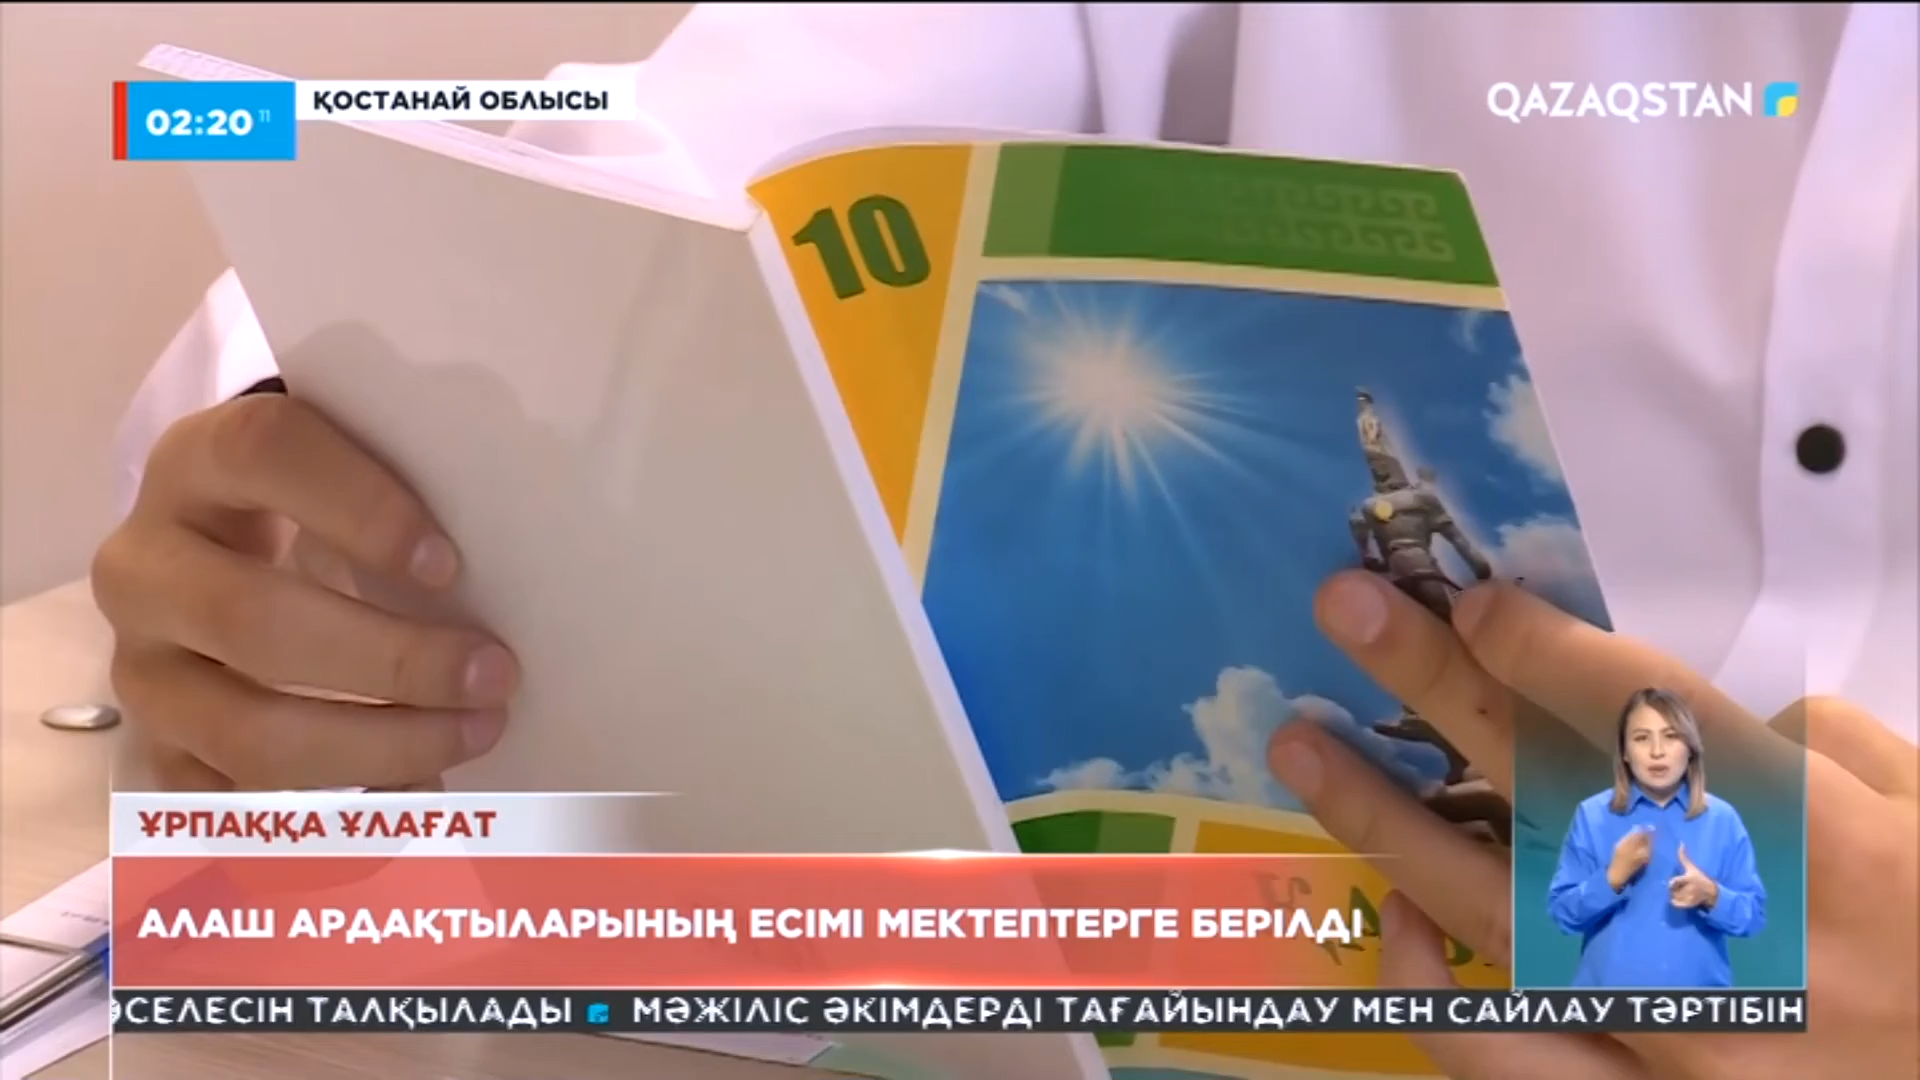 02:20 11
ҚОСТАНАЙ ОБЛЫСЫ
QAZAQSTAN
10
ҰРПАҚҚА ҰЛАҒАТ
АЛАШ АРДАҚТЫЛАРЫНЫҢ ЕСІМІ МЕКТЕПТЕРГЕ БЕРІЛДІ
ӘСЕЛЕСІН ТАЛҚЫЛАДЫ МӘЖІЛІС ӘКІМДЕРДІ ТАҒАЙЫНДАУ МЕН САЙЛАУ ТӘРТІБІН